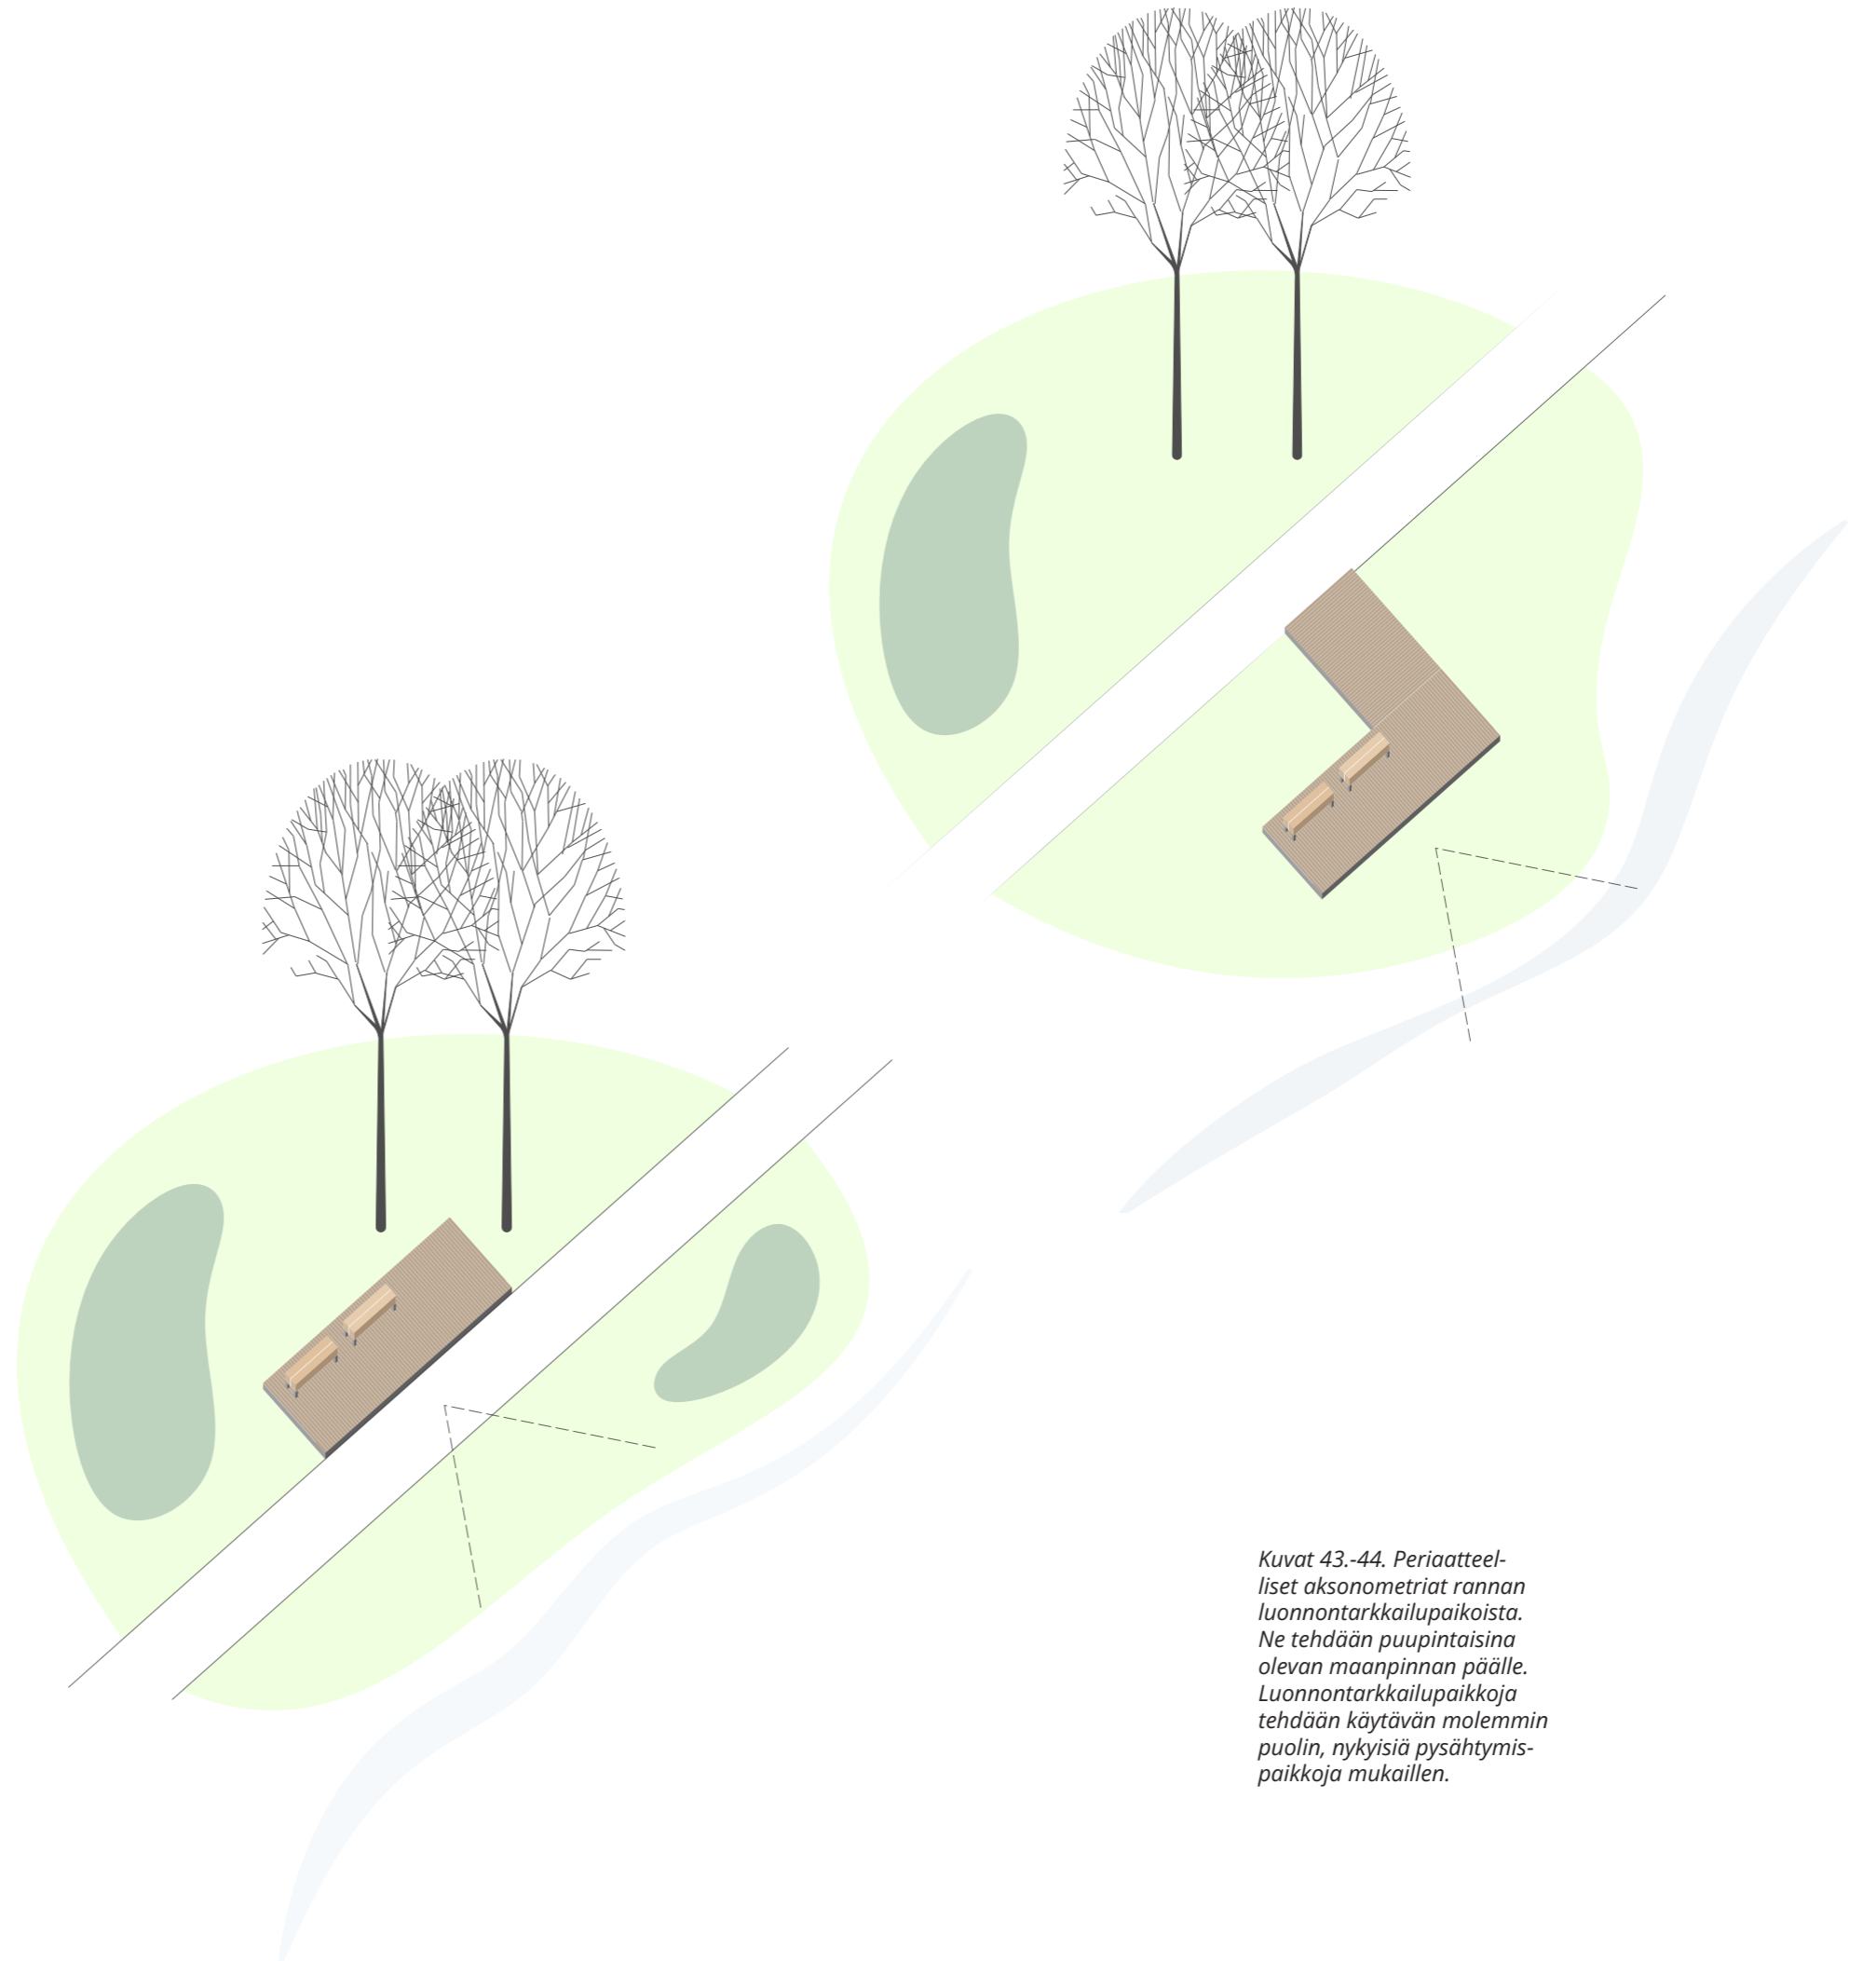 Kuvat 43.-44. Periaatteel-
liset aksonometriat rannan
luonnontarkkailupaikoista.
Ne tehdään puupintaisina
olevan maanpinnan päälle.
Luonnontarkkailupaikkoja
tehdään käytävän molemmin
puolin, nykyisiä pysähtymis-
paikkoja mukaillen.